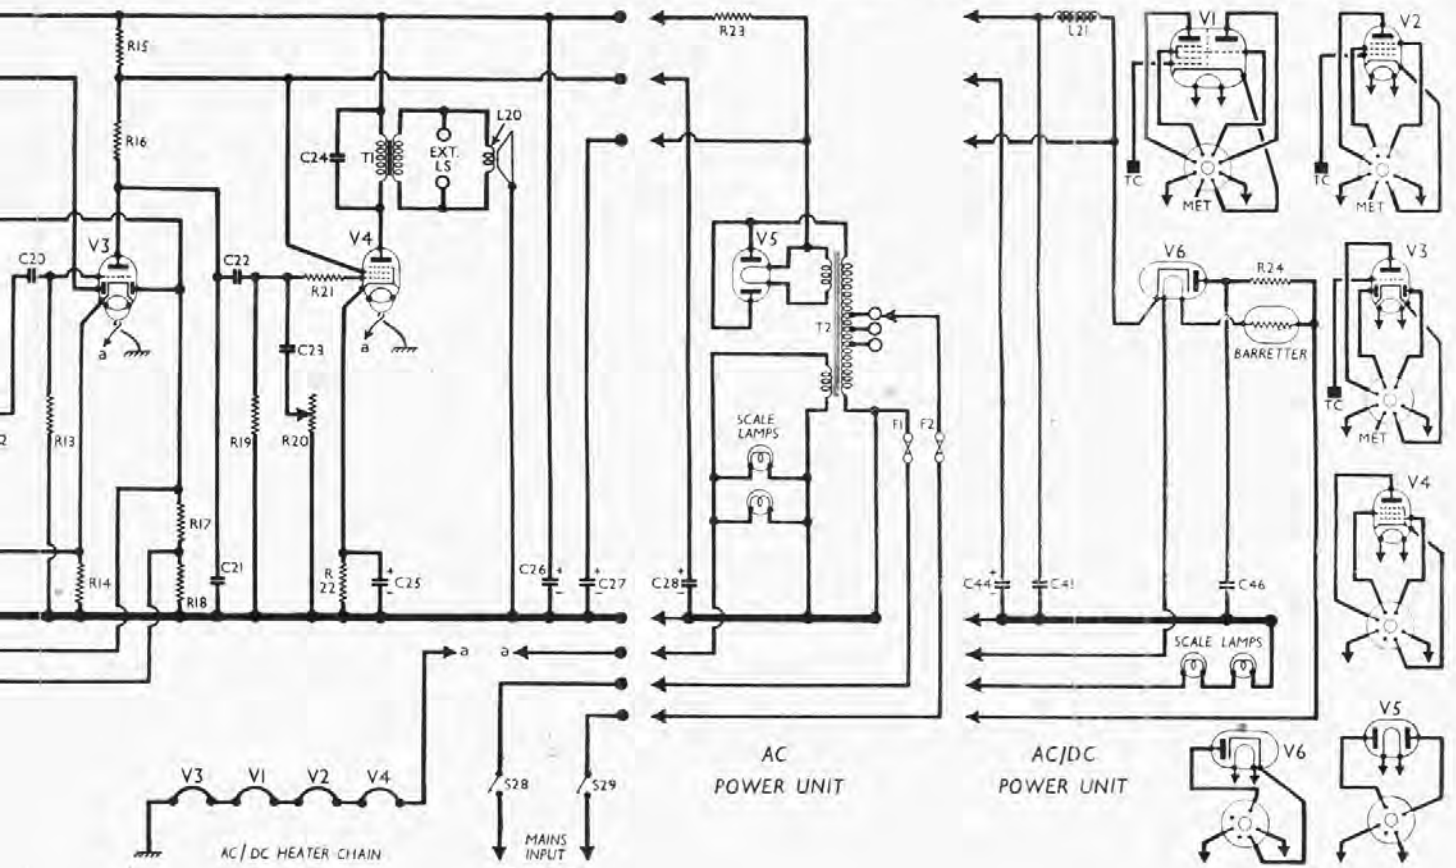 R15
R23
L21
V1
V2
R16
C24
T1
EXT.
LS
L20
TC
MET
TC
MET
V3
V4
V5
V6
V3
C20
C22
R21
R24
T2
a
a
C23
BARRETTER
TC
MET
R13
R19
R20
SCALE
LAMPS
F1
F2
V4
R17
R14
C21
R
22
C25
C26
C27
C28
C44
C41
C46
R18
+
-
+
-
+
-
+
+
-
SCALE LAMPS
a
a
V5
V6
AC
POWER UNIT
AC/DC
POWER UNIT
V3
V1
V2
V4
S28
S29
AC/DC HEATER CHAIN
MAINS
INPUT